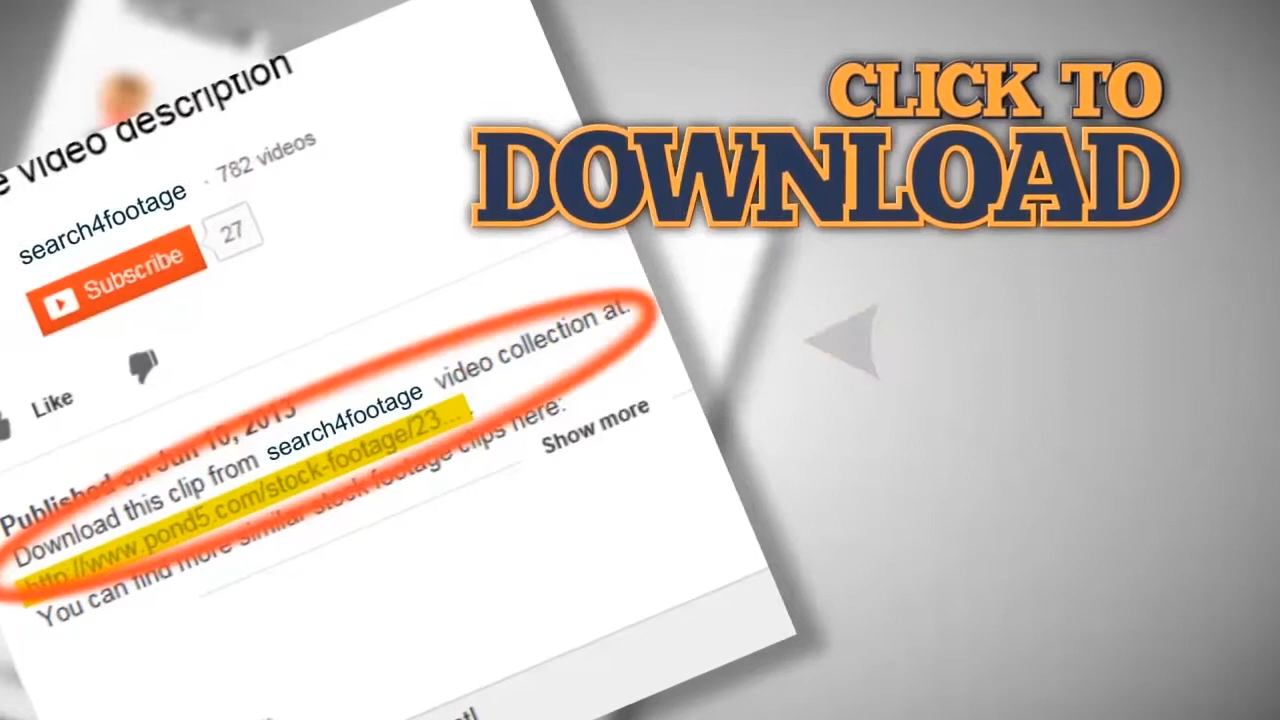 CLICK TO
DOWNLOAD
e video description
search4footage · 782 videos
Subscribe 27
Like
Published on Jun 10, 2013
Download this clip from search4footage video collection at:
http://www.pond5.com/stock-footage/23...
You can find more similar stock footage clips here:
Show more